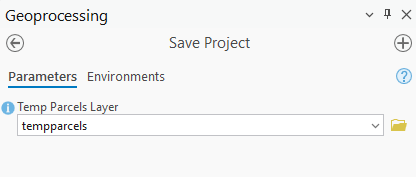 Geoprocessing
Save Project
Parameters Environments
Temp Parcels Layer
tempparcels